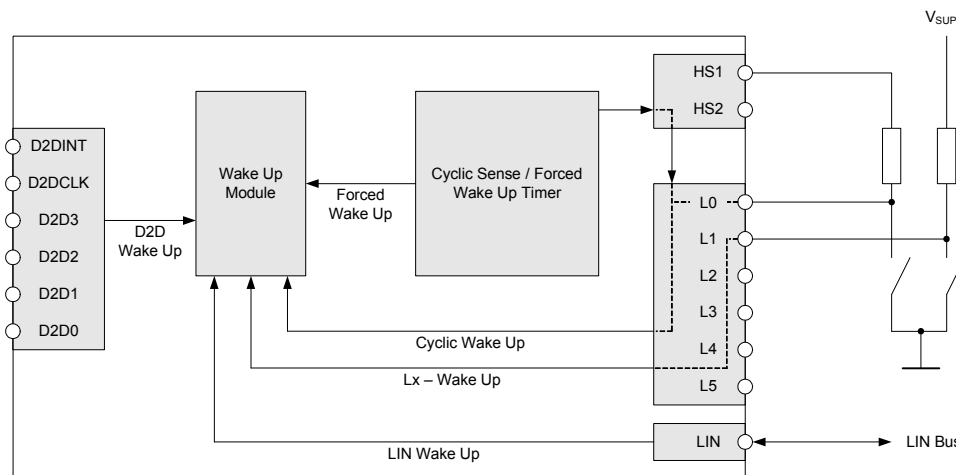 V_SUP
HS1
HS2
D2DINT
D2DCLK
D2D3
D2D2
D2D1
D2D0
D2D
Wake Up
Wake Up
Module
Forced
Wake Up
Cyclic Sense / Forced
Wake Up Timer
L0
L1
L2
L3
L4
L5
Cyclic Wake Up
Lx – Wake Up
LIN Wake Up
LIN
LIN Bus